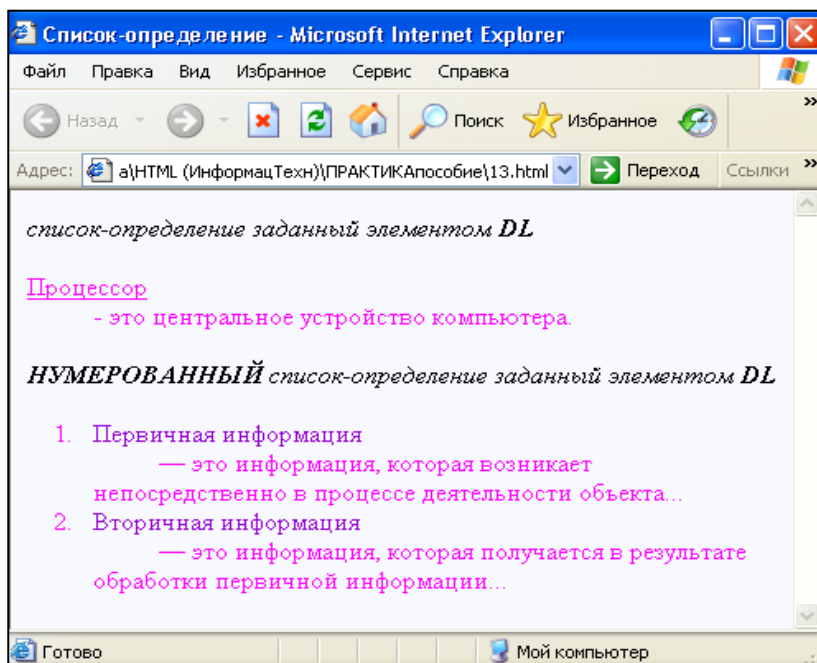 Список-определение - Microsoft Internet Explorer
Файл Правка Вид Избранное Сервис Справка
Назад Поиск Избранное »
Адрес: а\HTML (ИнформацТехн)\ПРАКТИКАпособие\13.html Переход Ссылки »
список-определение заданный элементом DL
Процессор
- это центральное устройство компьютера.
НУМЕРОВАННЫЙ список-определение заданный элементом DL
1. Первичная информация
— это информация, которая возникает
непосредственно в процессе деятельности объекта...
2. Вторичная информация
— это информация, которая получается в результате
обработки первичной информации...
Готово Мой компьютер